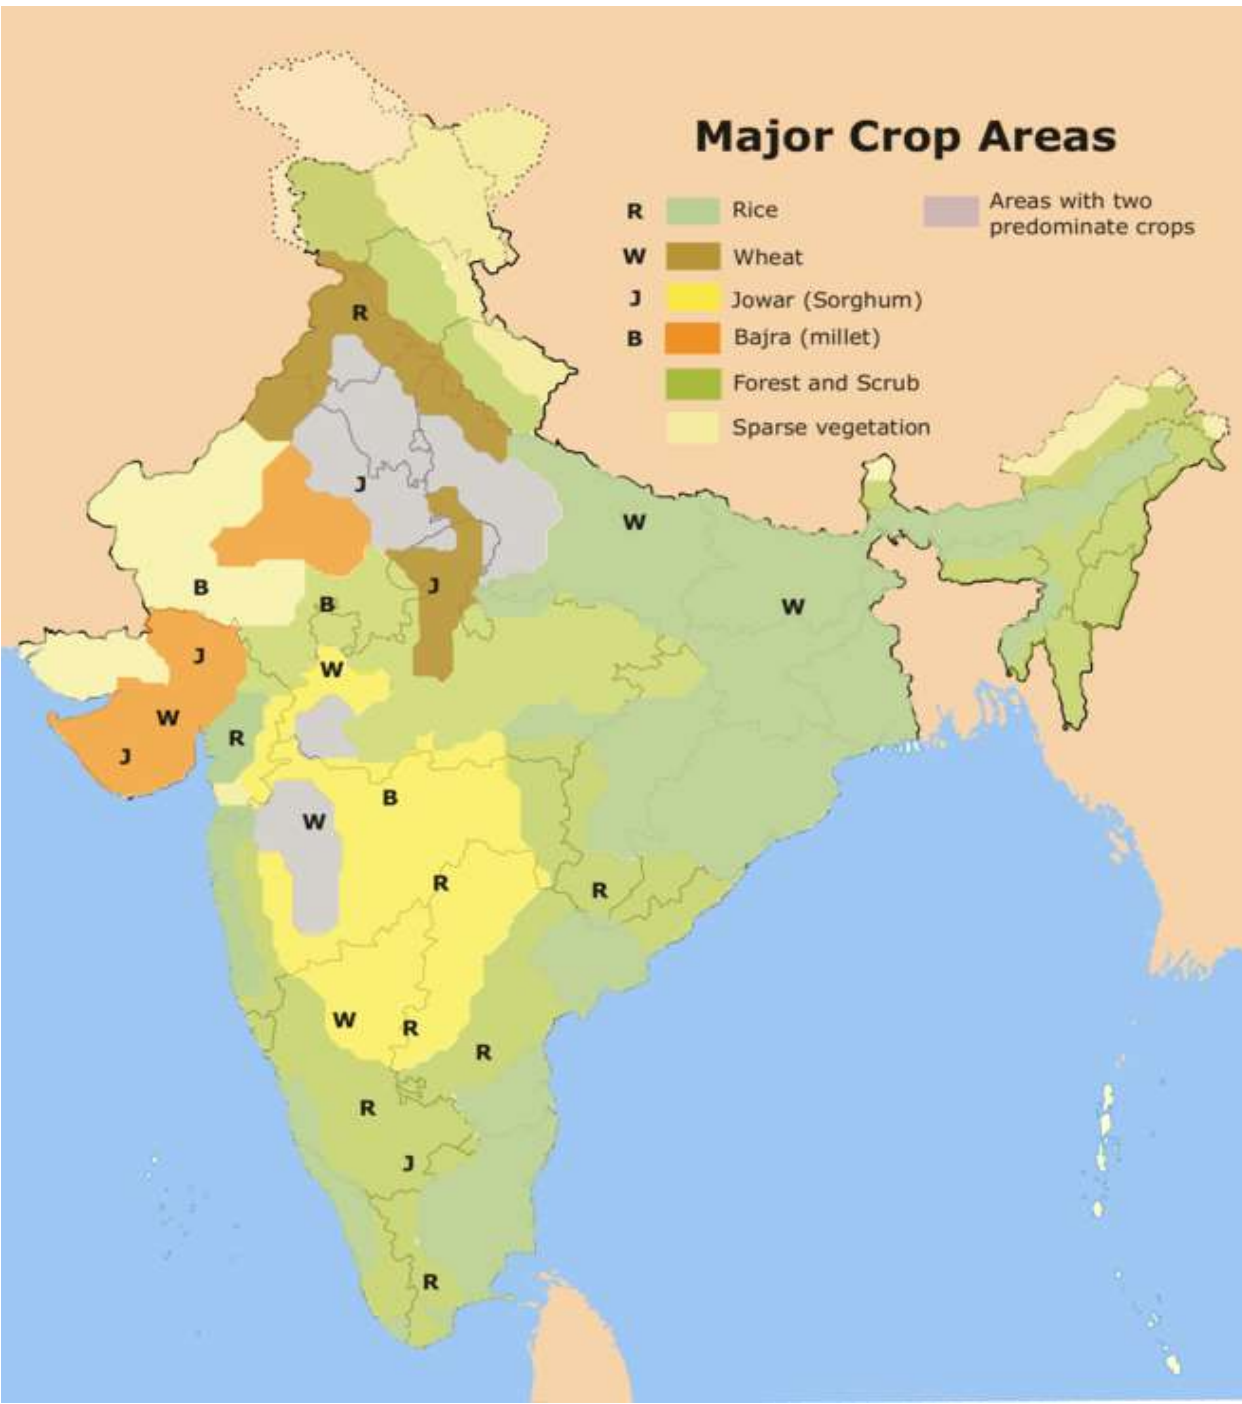 Major Crop Areas
R Rice
W Wheat
J Jowar (Sorghum)
B Bajra (millet)
Forest and Scrub
Sparse vegetation
Areas with two
predominate crops
R
J
W
B
B
W
J
J
W
W
R
J
B
W
R
R
W
R
R
R
J
R